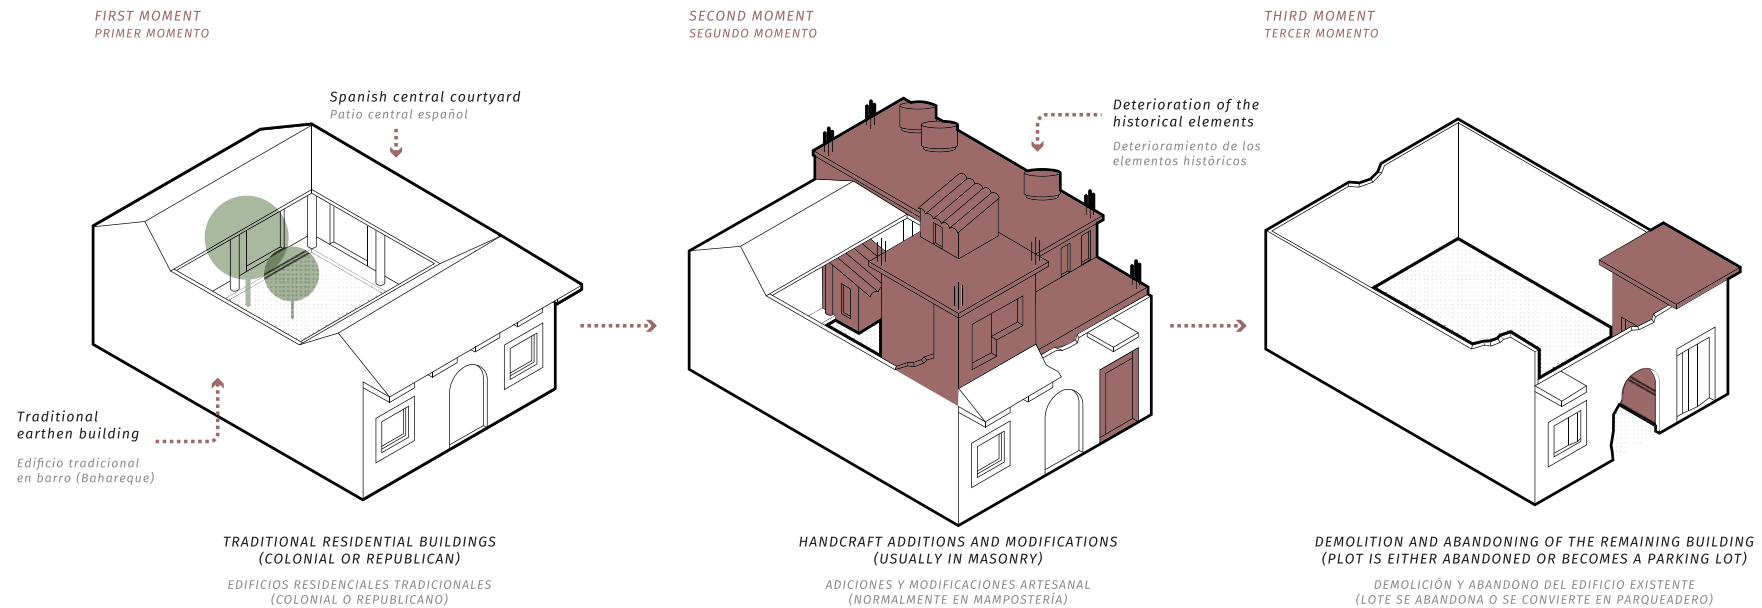 FIRST MOMENT
PRIMER MOMENTO
Spanish central courtyard
Patio central español
Traditional
earthen building
Edificio tradicional
en barro (Bahareque)
TRADITIONAL RESIDENTIAL BUILDINGS
(COLONIAL OR REPUBLICAN)
EDIFICIOS RESIDENCIALES TRADICIONALES
(COLONIAL O REPUBLICANO)
SECOND MOMENT
SEGUNDO MOMENTO
Deterioration of the
historical elements
Deterioramiento de los
elementos históricos
HANDCRAFT ADDITIONS AND MODIFICATIONS
(USUALLY IN MASONRY)
ADICIONES Y MODIFICACIONES ARTESANAL
(NORMALMENTE EN MAMPOSTERÍA)
THIRD MOMENT
TERCER MOMENTO
DEMOLITION AND ABANDONING OF THE REMAINING BUILDING
(PLOT IS EITHER ABANDONED OR BECOMES A PARKING LOT)
DEMOLICIÓN Y ABANDONO DEL EDIFICIO EXISTENTE
(LOTE SE ABANDONA O SE CONVIERTE EN PARQUEADERO)